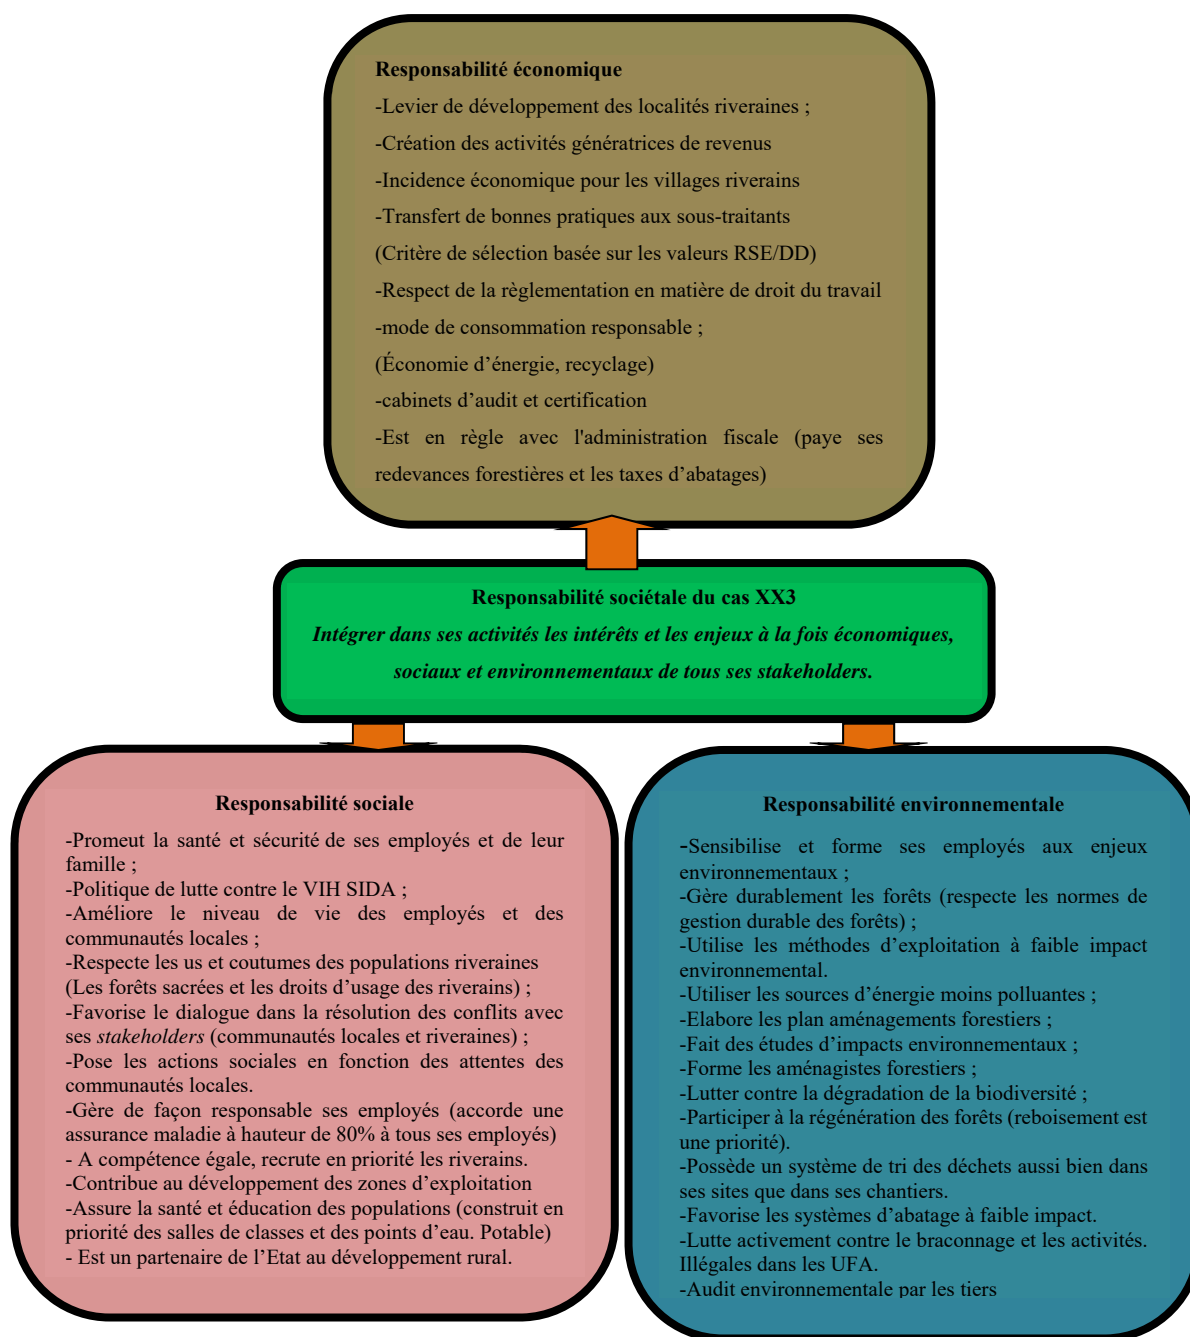 Responsabilité économique
-Levier de développement des localités riveraines ;
-Création des activités génératrices de revenus
-Incidence économique pour les villages riverains
-Transfert de bonnes pratiques aux sous-traitants
(Critère de sélection basée sur les valeurs RSE/DD)
-Respect de la règlementation en matière de droit du travail
-mode de consommation responsable ;
(Économie d’énergie, recyclage)
-cabinets d’audit et certification
-Est en règle avec l'administration fiscale (paye ses
redevances forestières et les taxes d’abatages)
Responsabilité sociétale du cas XX3
Intégrer dans ses activités les intérêts et les enjeux à la fois économiques,
sociaux et environnementaux de tous ses stakeholders.
Responsabilité sociale
-Promeut la santé et sécurité de ses employés et de leur
famille ;
-Politique de lutte contre le VIH SIDA ;
-Améliore le niveau de vie des employés et des
communautés locales ;
-Respecte les us et coutumes des populations riveraines
(Les forêts sacrées et les droits d’usage des riverains) ;
-Favorise le dialogue dans la résolution des conflits avec
ses stakeholders (communautés locales et riveraines) ;
-Pose les actions sociales en fonction des attentes des
communautés locales.
-Gère de façon responsable ses employés (accorde une
assurance maladie à hauteur de 80% à tous ses employés)
- A compétence égale, recrute en priorité les riverains.
-Contribue au développement des zones d’exploitation
-Assure la santé et éducation des populations (construit en
priorité des salles de classes et des points d’eau. Potable)
- Est un partenaire de l’Etat au développement rural.
Responsabilité environnementale
-Sensibilise et forme ses employés aux enjeux
environnementaux ;
-Gère durablement les forêts (respecte les normes de
gestion durable des forêts) ;
-Utilise les méthodes d’exploitation à faible impact
environnemental.
-Utiliser les sources d’énergie moins polluantes ;
-Elabore les plan aménagements forestiers ;
-Fait des études d’impacts environnementaux ;
-Forme les aménagistes forestiers ;
-Lutter contre la dégradation de la biodiversité ;
-Participer à la régénération des forêts (reboisement est
une priorité).
-Possède un système de tri des déchets aussi bien dans
ses sites que dans ses chantiers.
-Favorise les systèmes d’abatage à faible impact.
-Lutte activement contre le braconnage et les activités.
Illégales dans les UFA.
-Audit environnementale par les tiers